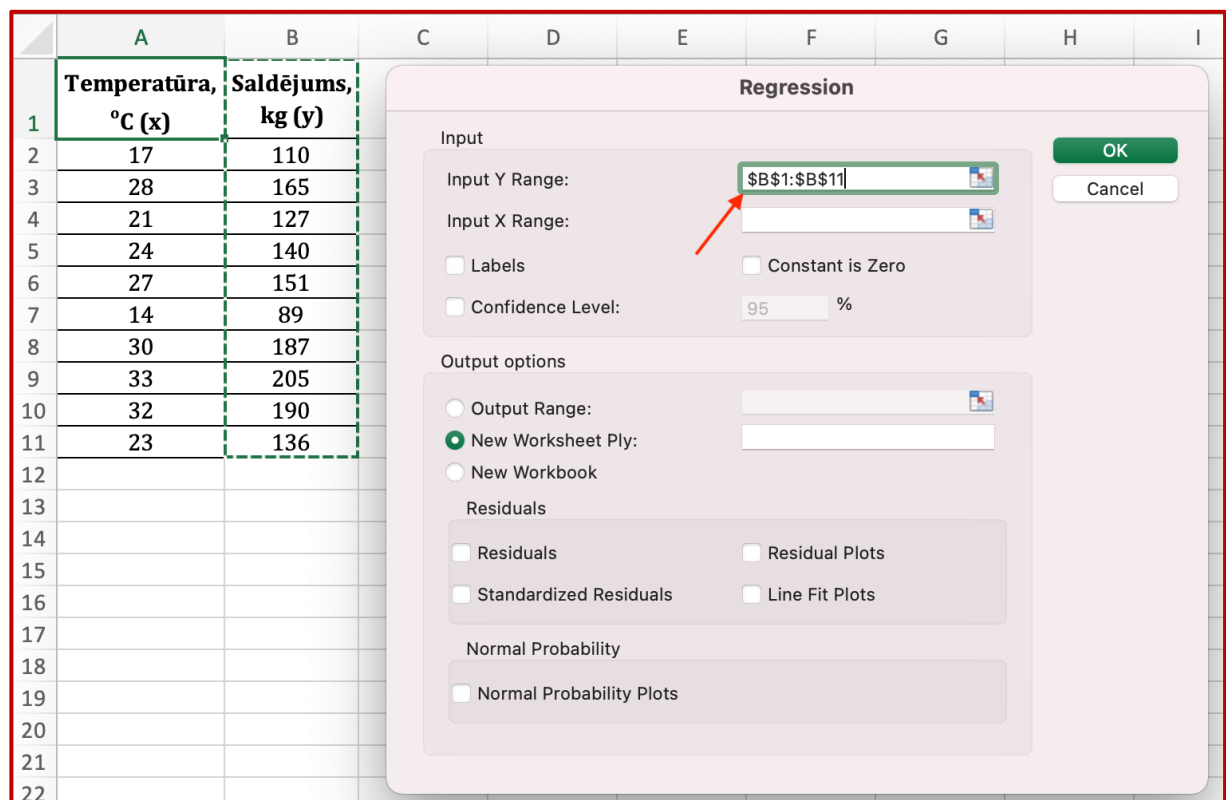 A B C D E F G H I
Temperatūra, Saldējums,
1 ⁰C (x) kg (y)
2 17 110
3 28 165
4 21 127
5 24 140
6 27 151
7 14 89
8 30 187
9 33 205
10 32 190
11 23 136
12
13
14
15
16
17
18
19
20
21
22
Regression
Input
OK
Input Y Range: $B$1:$B$11
Cancel
Input X Range:
Labels Constant is Zero
Confidence Level: 95 %
Output options
Output Range:
New Worksheet Ply:
New Workbook
Residuals
Residuals Residual Plots
Standardized Residuals Line Fit Plots
Normal Probability
Normal Probability Plots